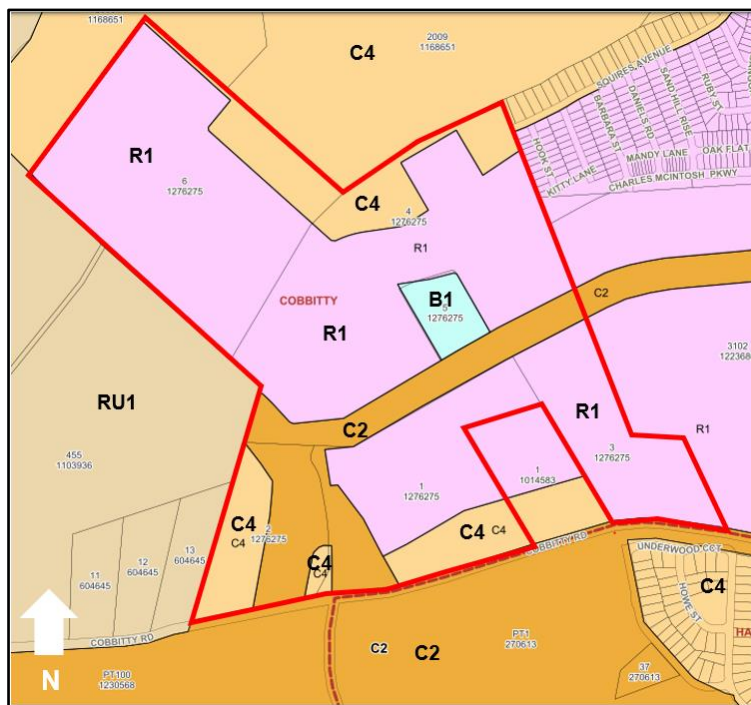 1168651
C4
2009
1168651
SQUIRES AVENUE
BARBARA ST
DANIELS RD
SAND HILL RISE
RUBY ST
HOOK ST
KITTY LANE
MANDY LANE
OAK FLAT
CHARLES MCINTOSH PKWY
R1
6
1276275
C4
4
1276275
R1
COBBITTY
B1
5
1276275
C2
R1
3102
122368
RU1
C2
R1
R1
455
1103936
1
1276275
1
1014583
3
1276275
C4
C4
2
1276275
C4
C4
C4
C4
COBBITTY RD
11
604645
12
604645
13
604645
UNDERWOOD CCT
HOWE ST
C4
HA
COBBITTY RD
C2
C2
PT1
270613
PT100
1230568
37
270613
N